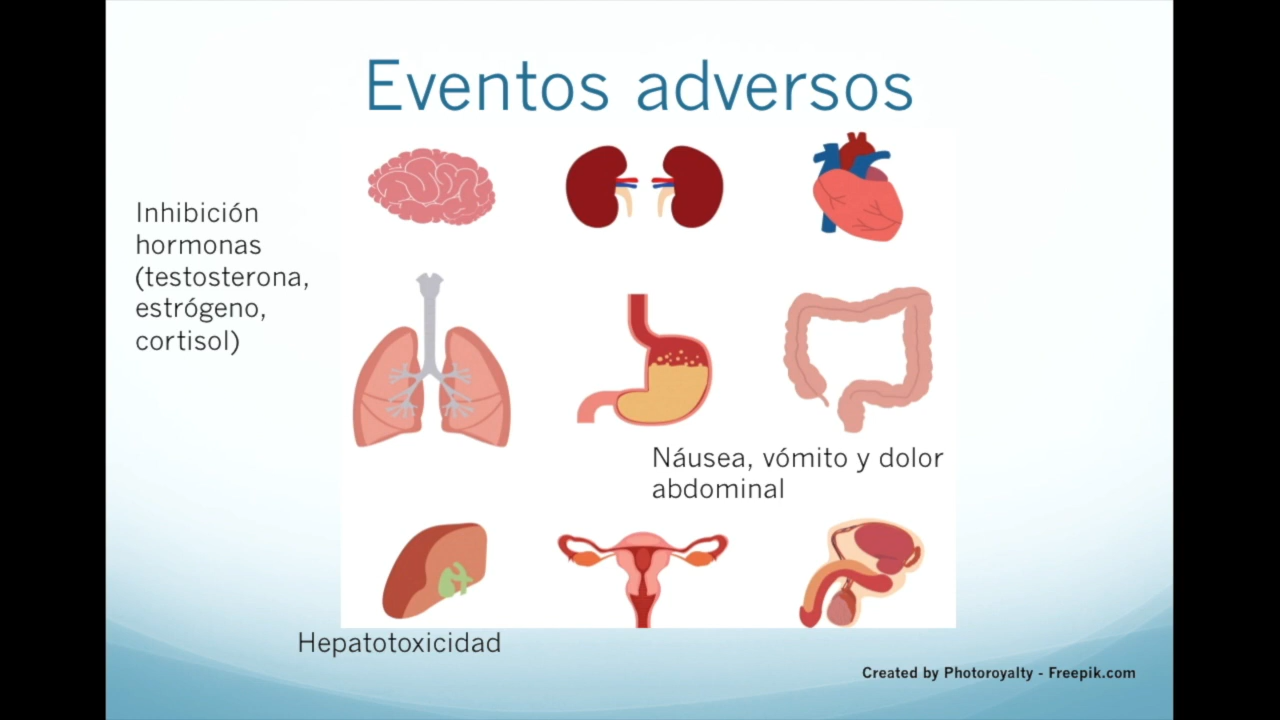 Eventos adversos
Inhibición
hormonas
(testosterona,
estrógeno,
cortisol)
Náusea, vómito y dolor
abdominal
Hepatotoxicidad
Created by Photoroyalty - Freepik.com